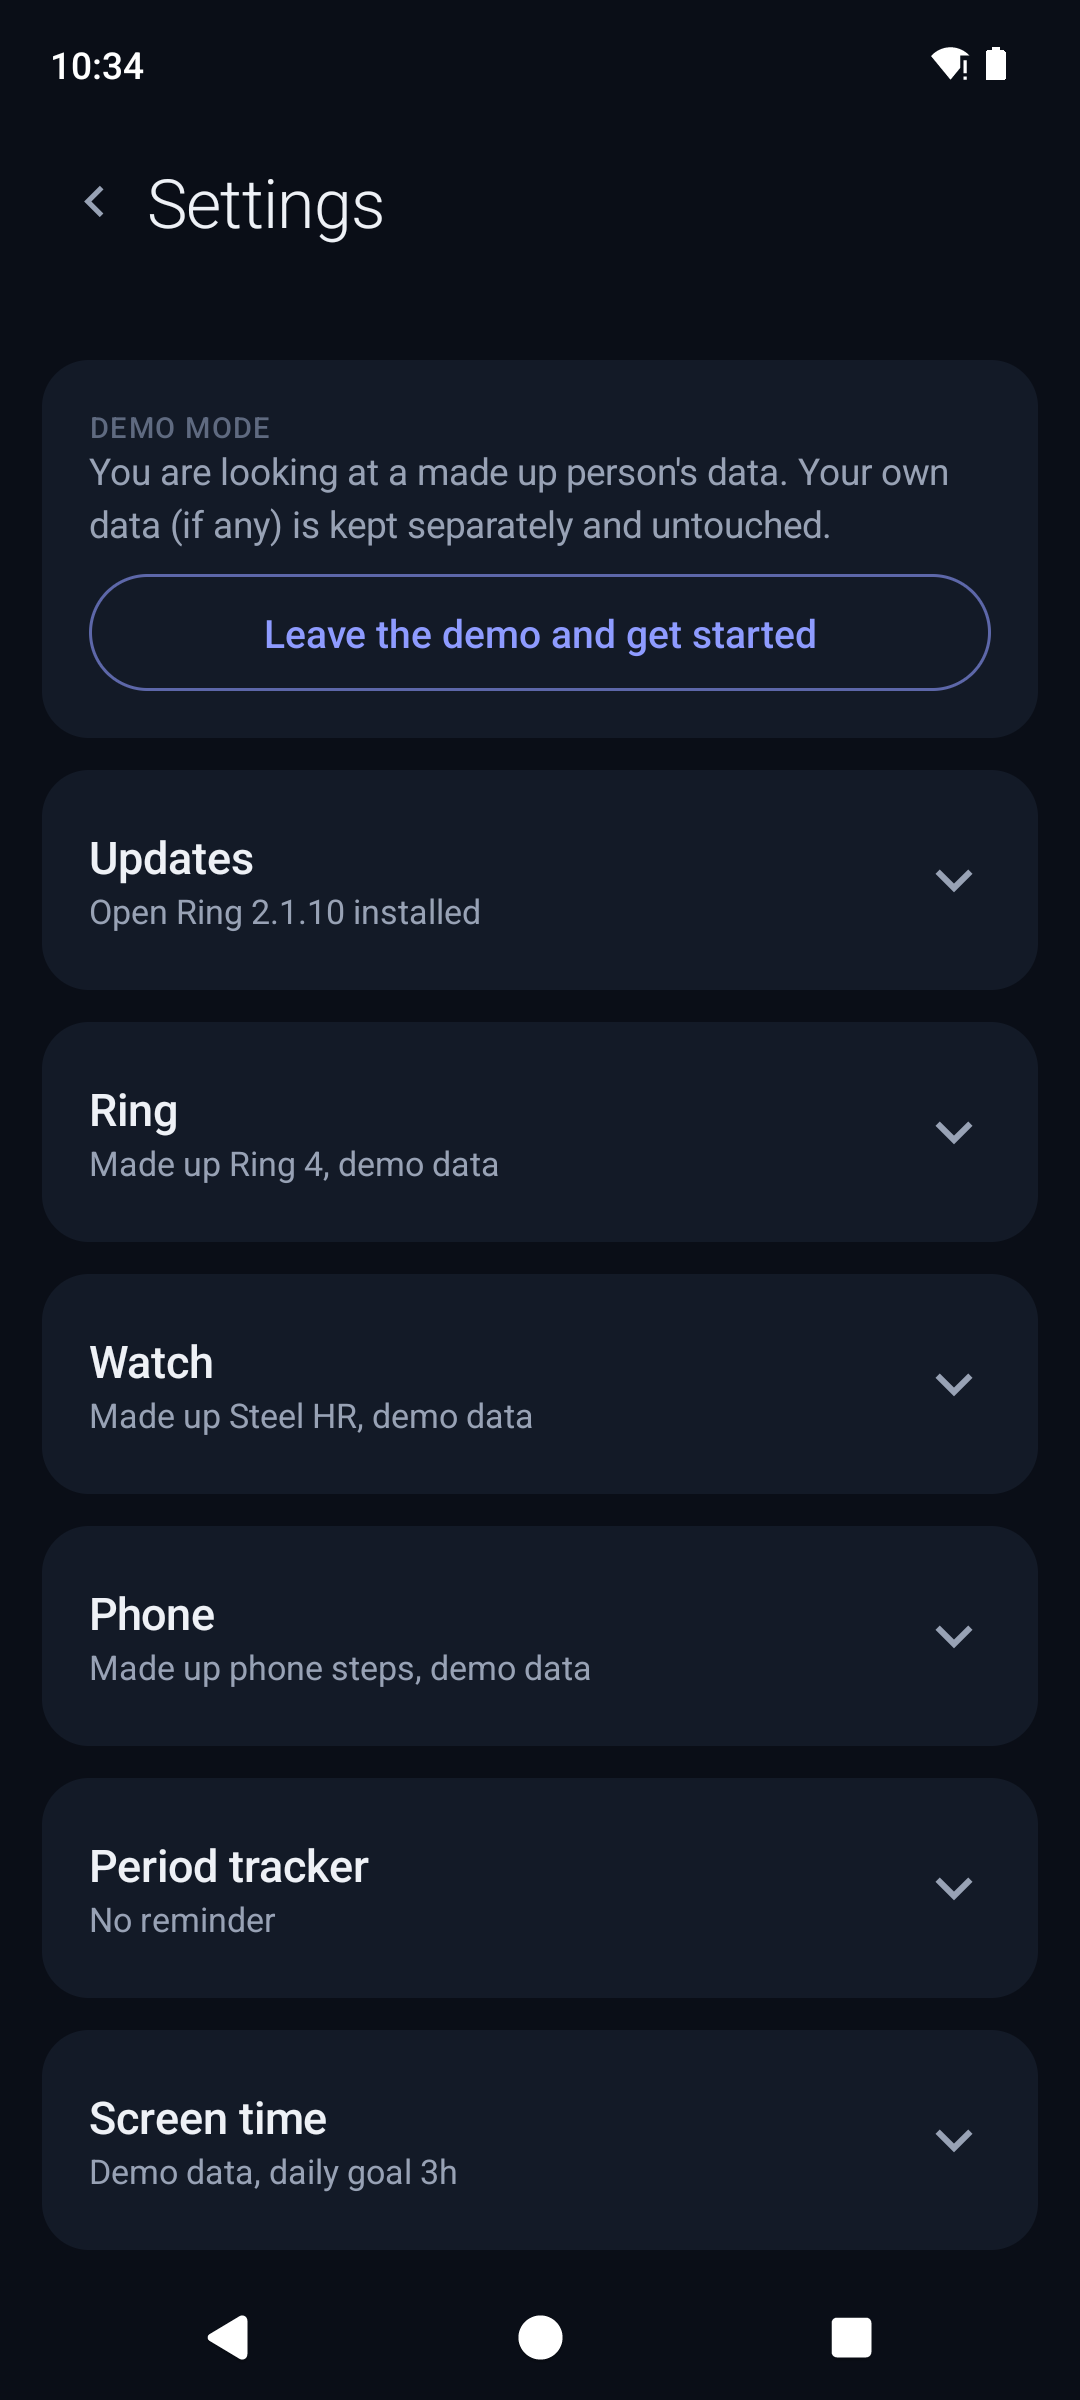 10:34
Settings
DEMO MODE
You are looking at a made up person's data. Your own
data (if any) is kept separately and untouched.
Leave the demo and get started
Updates
Open Ring 2.1.10 installed
Ring
Made up Ring 4, demo data
Watch
Made up Steel HR, demo data
Phone
Made up phone steps, demo data
Period tracker
No reminder
Screen time
Demo data, daily goal 3h